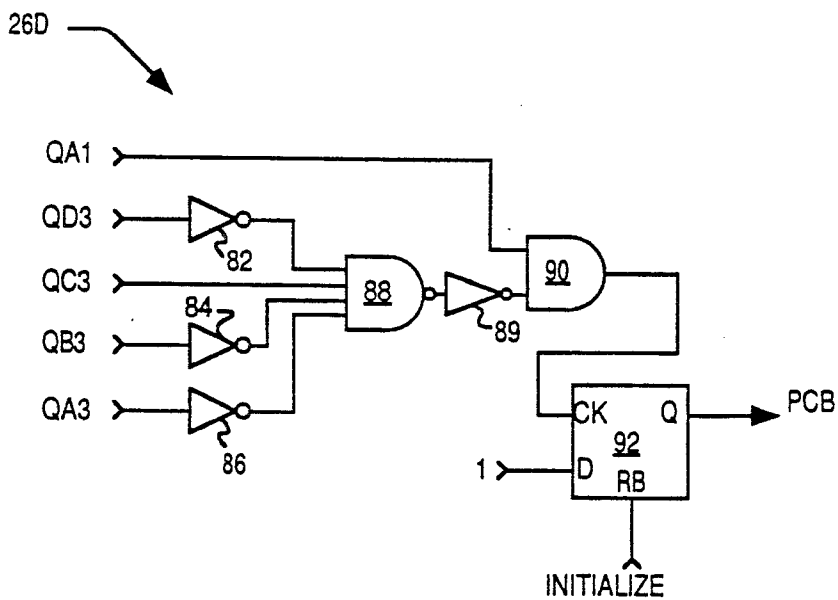 26D
QA1
QD3
82
QC3
88
90
84
89
QB3
QA3
86
CK Q
PCB
92
1
D
RB
INITIALIZE